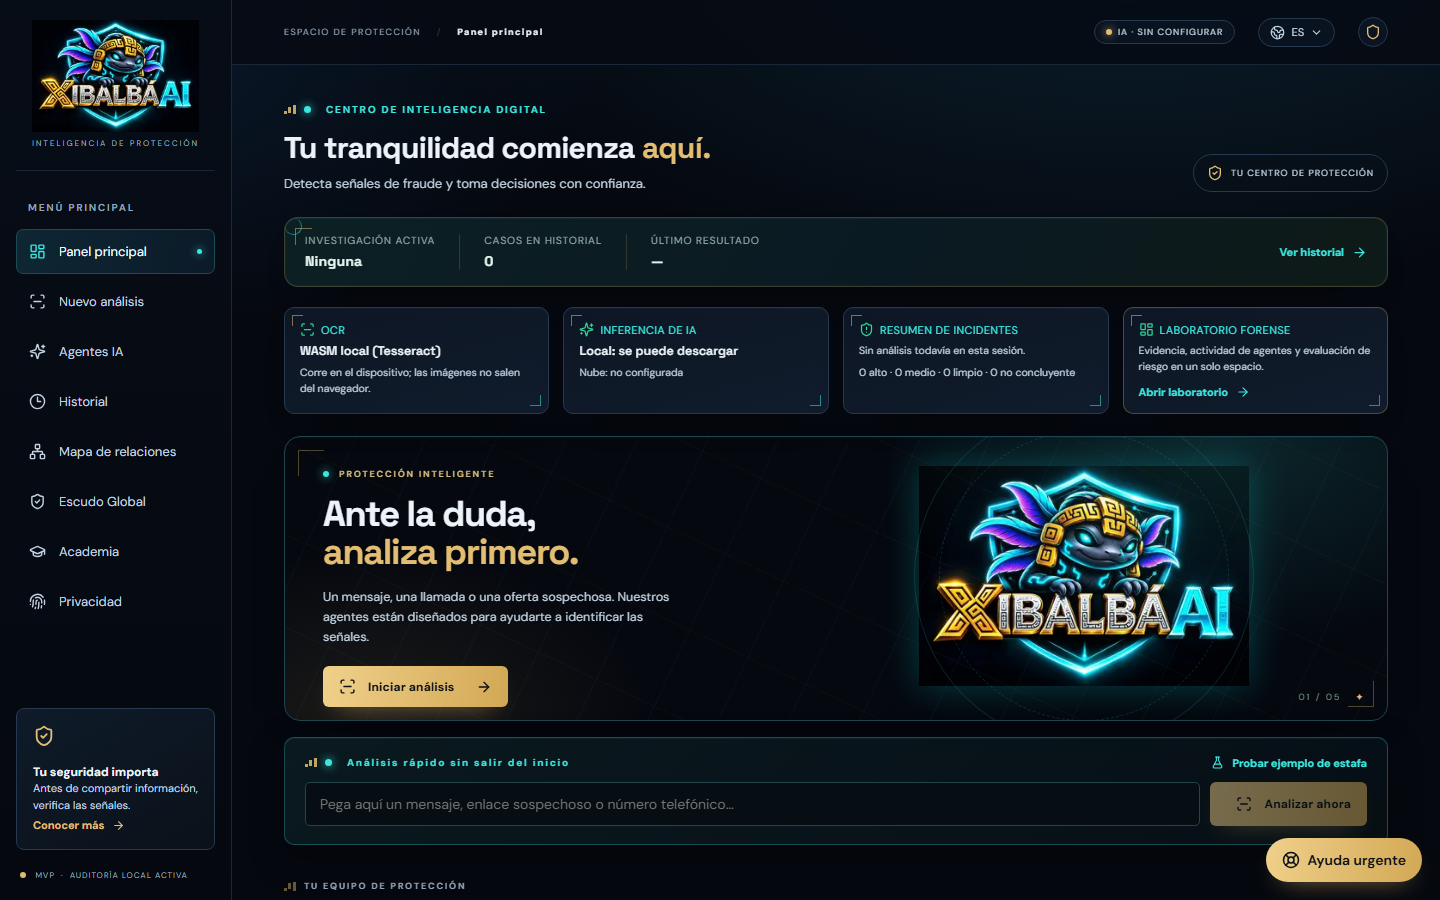 XIBALBÁAI
INTELIGENCIA DE PROTECCIÓN
MENÚ PRINCIPAL
Panel principal
Nuevo análisis
Agentes IA
Historial
Mapa de relaciones
Escudo Global
Academia
Privacidad
Tu seguridad importa
Antes de compartir información,
verifica las señales.
Conocer más
MVP · AUDITORÍA LOCAL ACTIVA
ESPACIO DE PROTECCIÓN / Panel principal
IA · SIN CONFIGURAR
ES
CENTRO DE INTELIGENCIA DIGITAL
Tu tranquilidad comienza aquí.
Detecta señales de fraude y toma decisiones con confianza.
TU CENTRO DE PROTECCIÓN
INVESTIGACIÓN ACTIVA
Ninguna
CASOS EN HISTORIAL
0
ÚLTIMO RESULTADO
—
Ver historial
OCR
WASM local (Tesseract)
Corre en el dispositivo; las imágenes no salen
del navegador.
INFERENCIA DE IA
Local: se puede descargar
Nube: no configurada
RESUMEN DE INCIDENTES
Sin análisis todavía en esta sesión.
0 alto · 0 medio · 0 limpio · 0 no concluyente
LABORATORIO FORENSE
Evidencia, actividad de agentes y evaluación de
riesgo en un solo espacio.
Abrir laboratorio
PROTECCIÓN INTELIGENTE
Ante la duda,
analiza primero.
Un mensaje, una llamada o una oferta sospechosa. Nuestros
agentes están diseñados para ayudarte a identificar las
señales.
Iniciar análisis
XIBALBÁAI
01 / 05
Análisis rápido sin salir del inicio
Probar ejemplo de estafa
Pega aquí un mensaje, enlace sospechoso o número telefónico...
Analizar ahora
Ayuda urgente
TU EQUIPO DE PROTECCIÓN